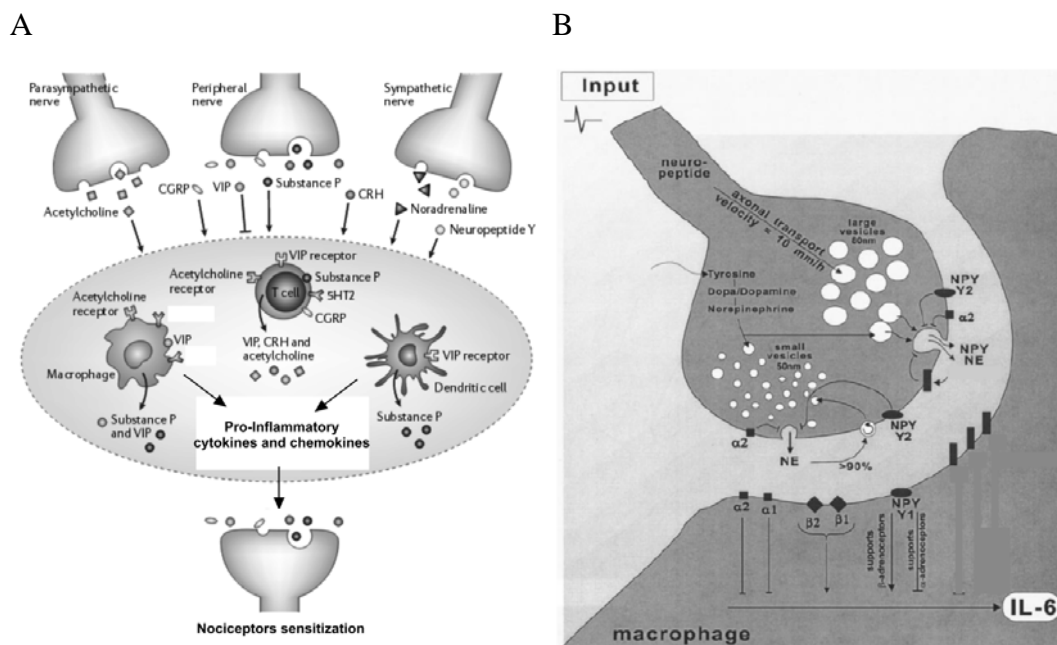 A
Parasympathetic
nerve
Peripheral
nerve
Sympathetic
nerve
Acetylcholine
CGRP
VIP
Substance P
CRH
Noradrenaline
Neuropeptide Y
VIP receptor
Acetylcholine
receptor
Substance P
T cell
5HT2
CGRP
VIP, CRH and
acetylcholine
Acetylcholine
receptor
VIP
Macrophage
VIP receptor
Dendritic cell
Substance P
and VIP
Substance P
Pro-Inflammatory
cytokines and chemokines
Nociceptors sensitization
B
Input
neuro-
peptide
axonal transport
velocity ≈ 10 mm/h
large
vesicles
80nm
Tyrosine
Dopa/Dopamine
Norepinephrine
small
vesicles
50nm
NPY
Y2
α2
NPY
NE
α2
NE
>90%
NPY
Y2
α2
α1
β2
β1
NPY
Y1
supports
β-adrenoceptors
supports
α-adrenoceptors
IL-6
macrophage